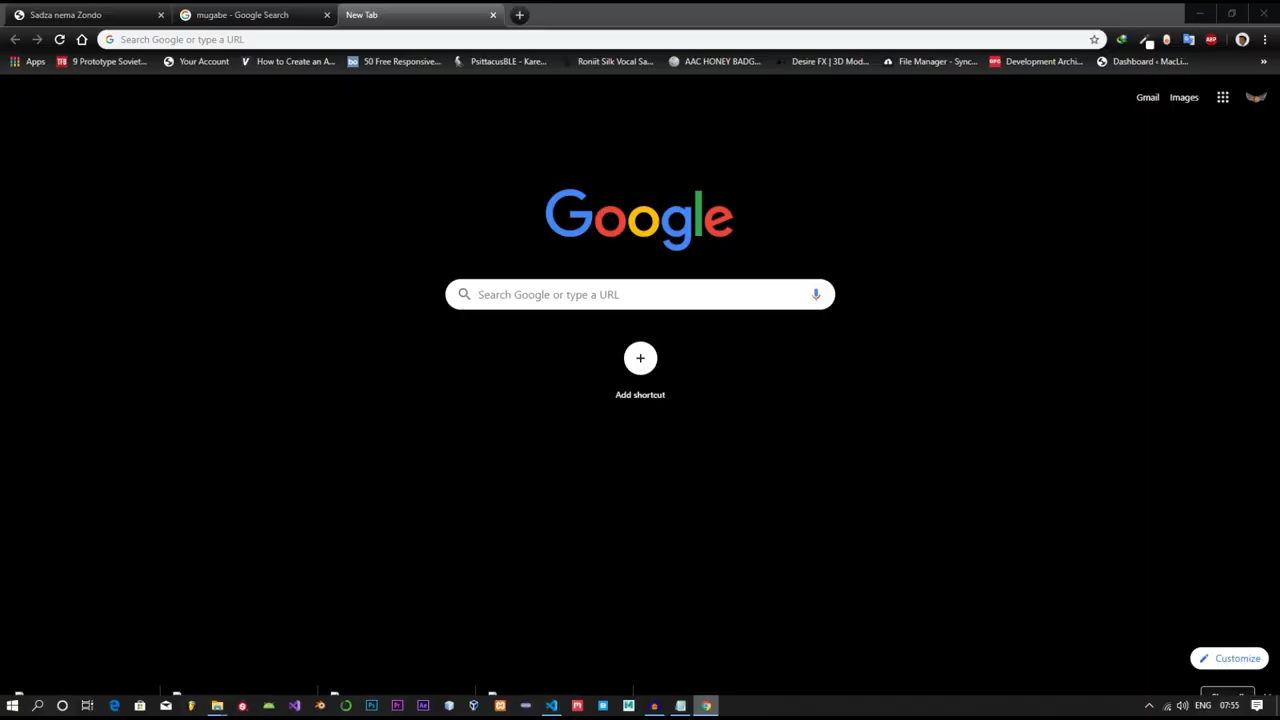 Sadza nema Zondo
mugabe - Google Search
New Tab
Search Google or type a URL
Apps
9 Prototype Soviet...
Your Account
How to Create an A...
50 Free Responsive...
Psittacus8LE - Kare...
Roniit Silk Vocal Sa...
AAC HONEY BADG...
Desire FX | 3D Mod...
File Manager - Sync...
Development Archi...
Dashboard ‹ MacLi...
Gmail
Images
Google
Search Google or type a URL
Add shortcut
Customize
ENG
07:55